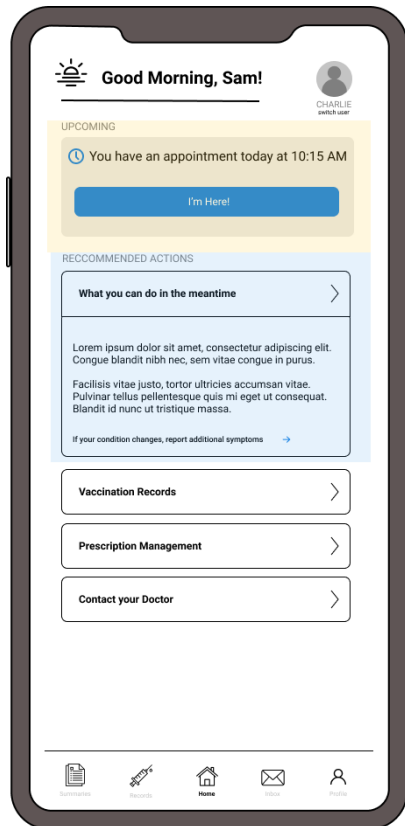 Good Morning, Sam!
CHARLIE
switch user
UPCOMING
You have an appointment today at 10:15 AM
I'm Here!
RECCOMMENDED ACTIONS
What you can do in the meantime
Lorem ipsum dolor sit amet, consectetur adipiscing elit.
Congue blandit nibh nec, sem vitae congue in purus.
Facilisis vitae justo, tortor ultricies accumsan vitae.
Pulvinar tellus pellentesque quis mi eget ut consequat.
Blandit id nunc ut tristique massa.
If your condition changes, report additional symptoms
Vaccination Records
Prescription Management
Contact your Doctor
Summaries Records Home Inbox Profile